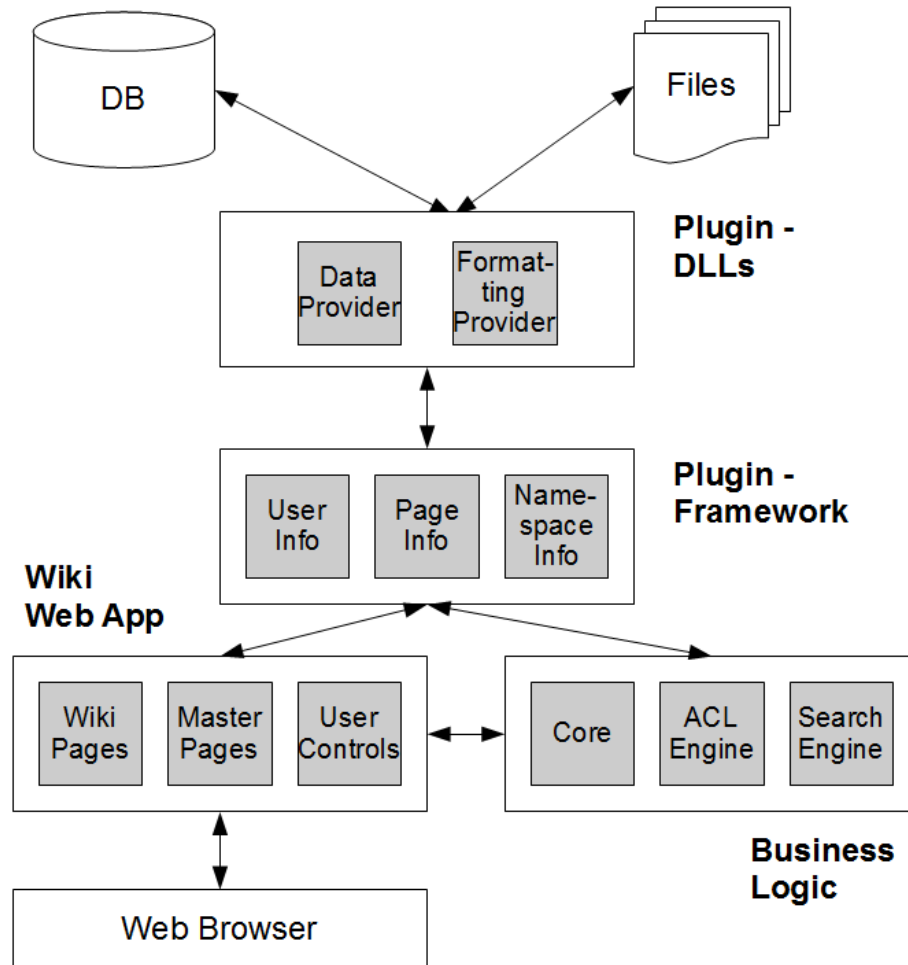 DB
Files
Plugin -
DLLs
Data
Provider
Format-
ting
Provider
Plugin -
Framework
User
Info
Page
Info
Name-
space
Info
Wiki
Web App
Wiki
Pages
Master
Pages
User
Controls
Core
ACL
Engine
Search
Engine
Business
Logic
Web Browser